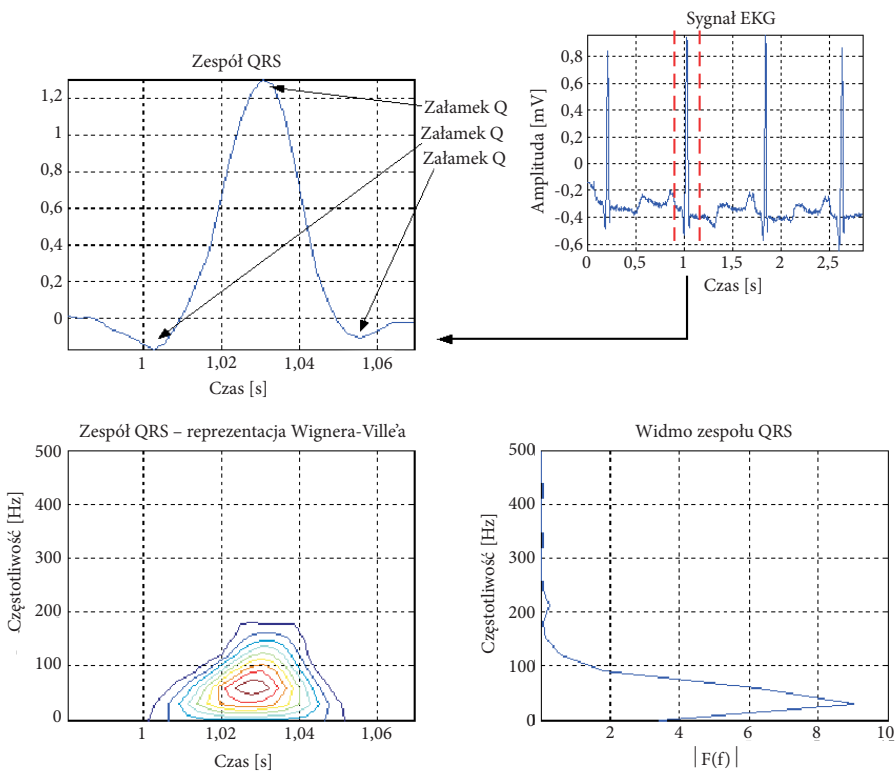 Sygnał EKG
0,8
0,6
0,4
0,2
0
-0,2
-0,4
-0,6
Amplituda [mV]
0 0,5 1 1,5 2 2,5
Czas [s]
Zespół QRS
1,2
1
0,8
0,6
0,4
0,2
0
1 1,02 1,04 1,06
Czas [s]
Załamek Q
Załamek Q
Załamek Q
Zespół QRS – reprezentacja Wignera-Ville'a
Częstotliwość [Hz]
500
400
300
200
100
0
1 1,02 1,04 1,06
Czas [s]
Widmo zespołu QRS
Częstotliwość [Hz]
500
400
300
200
100
0
2 4 6 8 10
|F(f)|